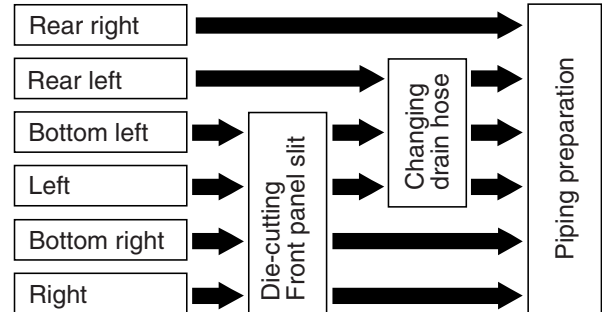 Rear right
Rear left
Bottom left
Left
Bottom right
Right
Die-cutting
Front panel slit
Changing
drain hose
Piping preparation